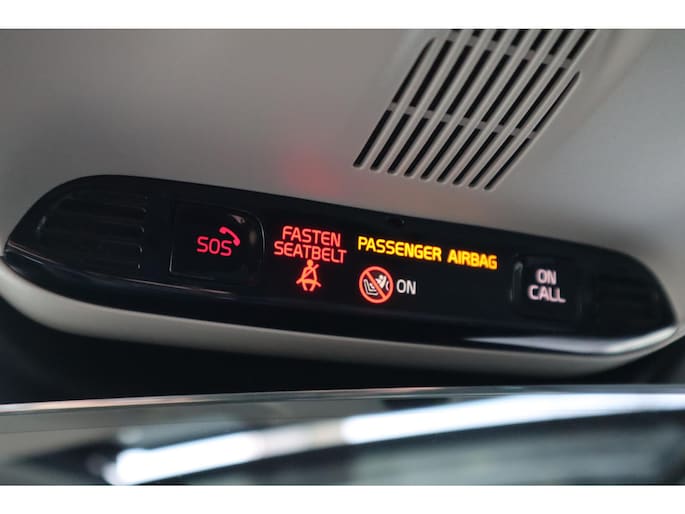 SOS
FASTEN
SEATBELT
PASSENGER AIRBAG
ON
ON
CALL